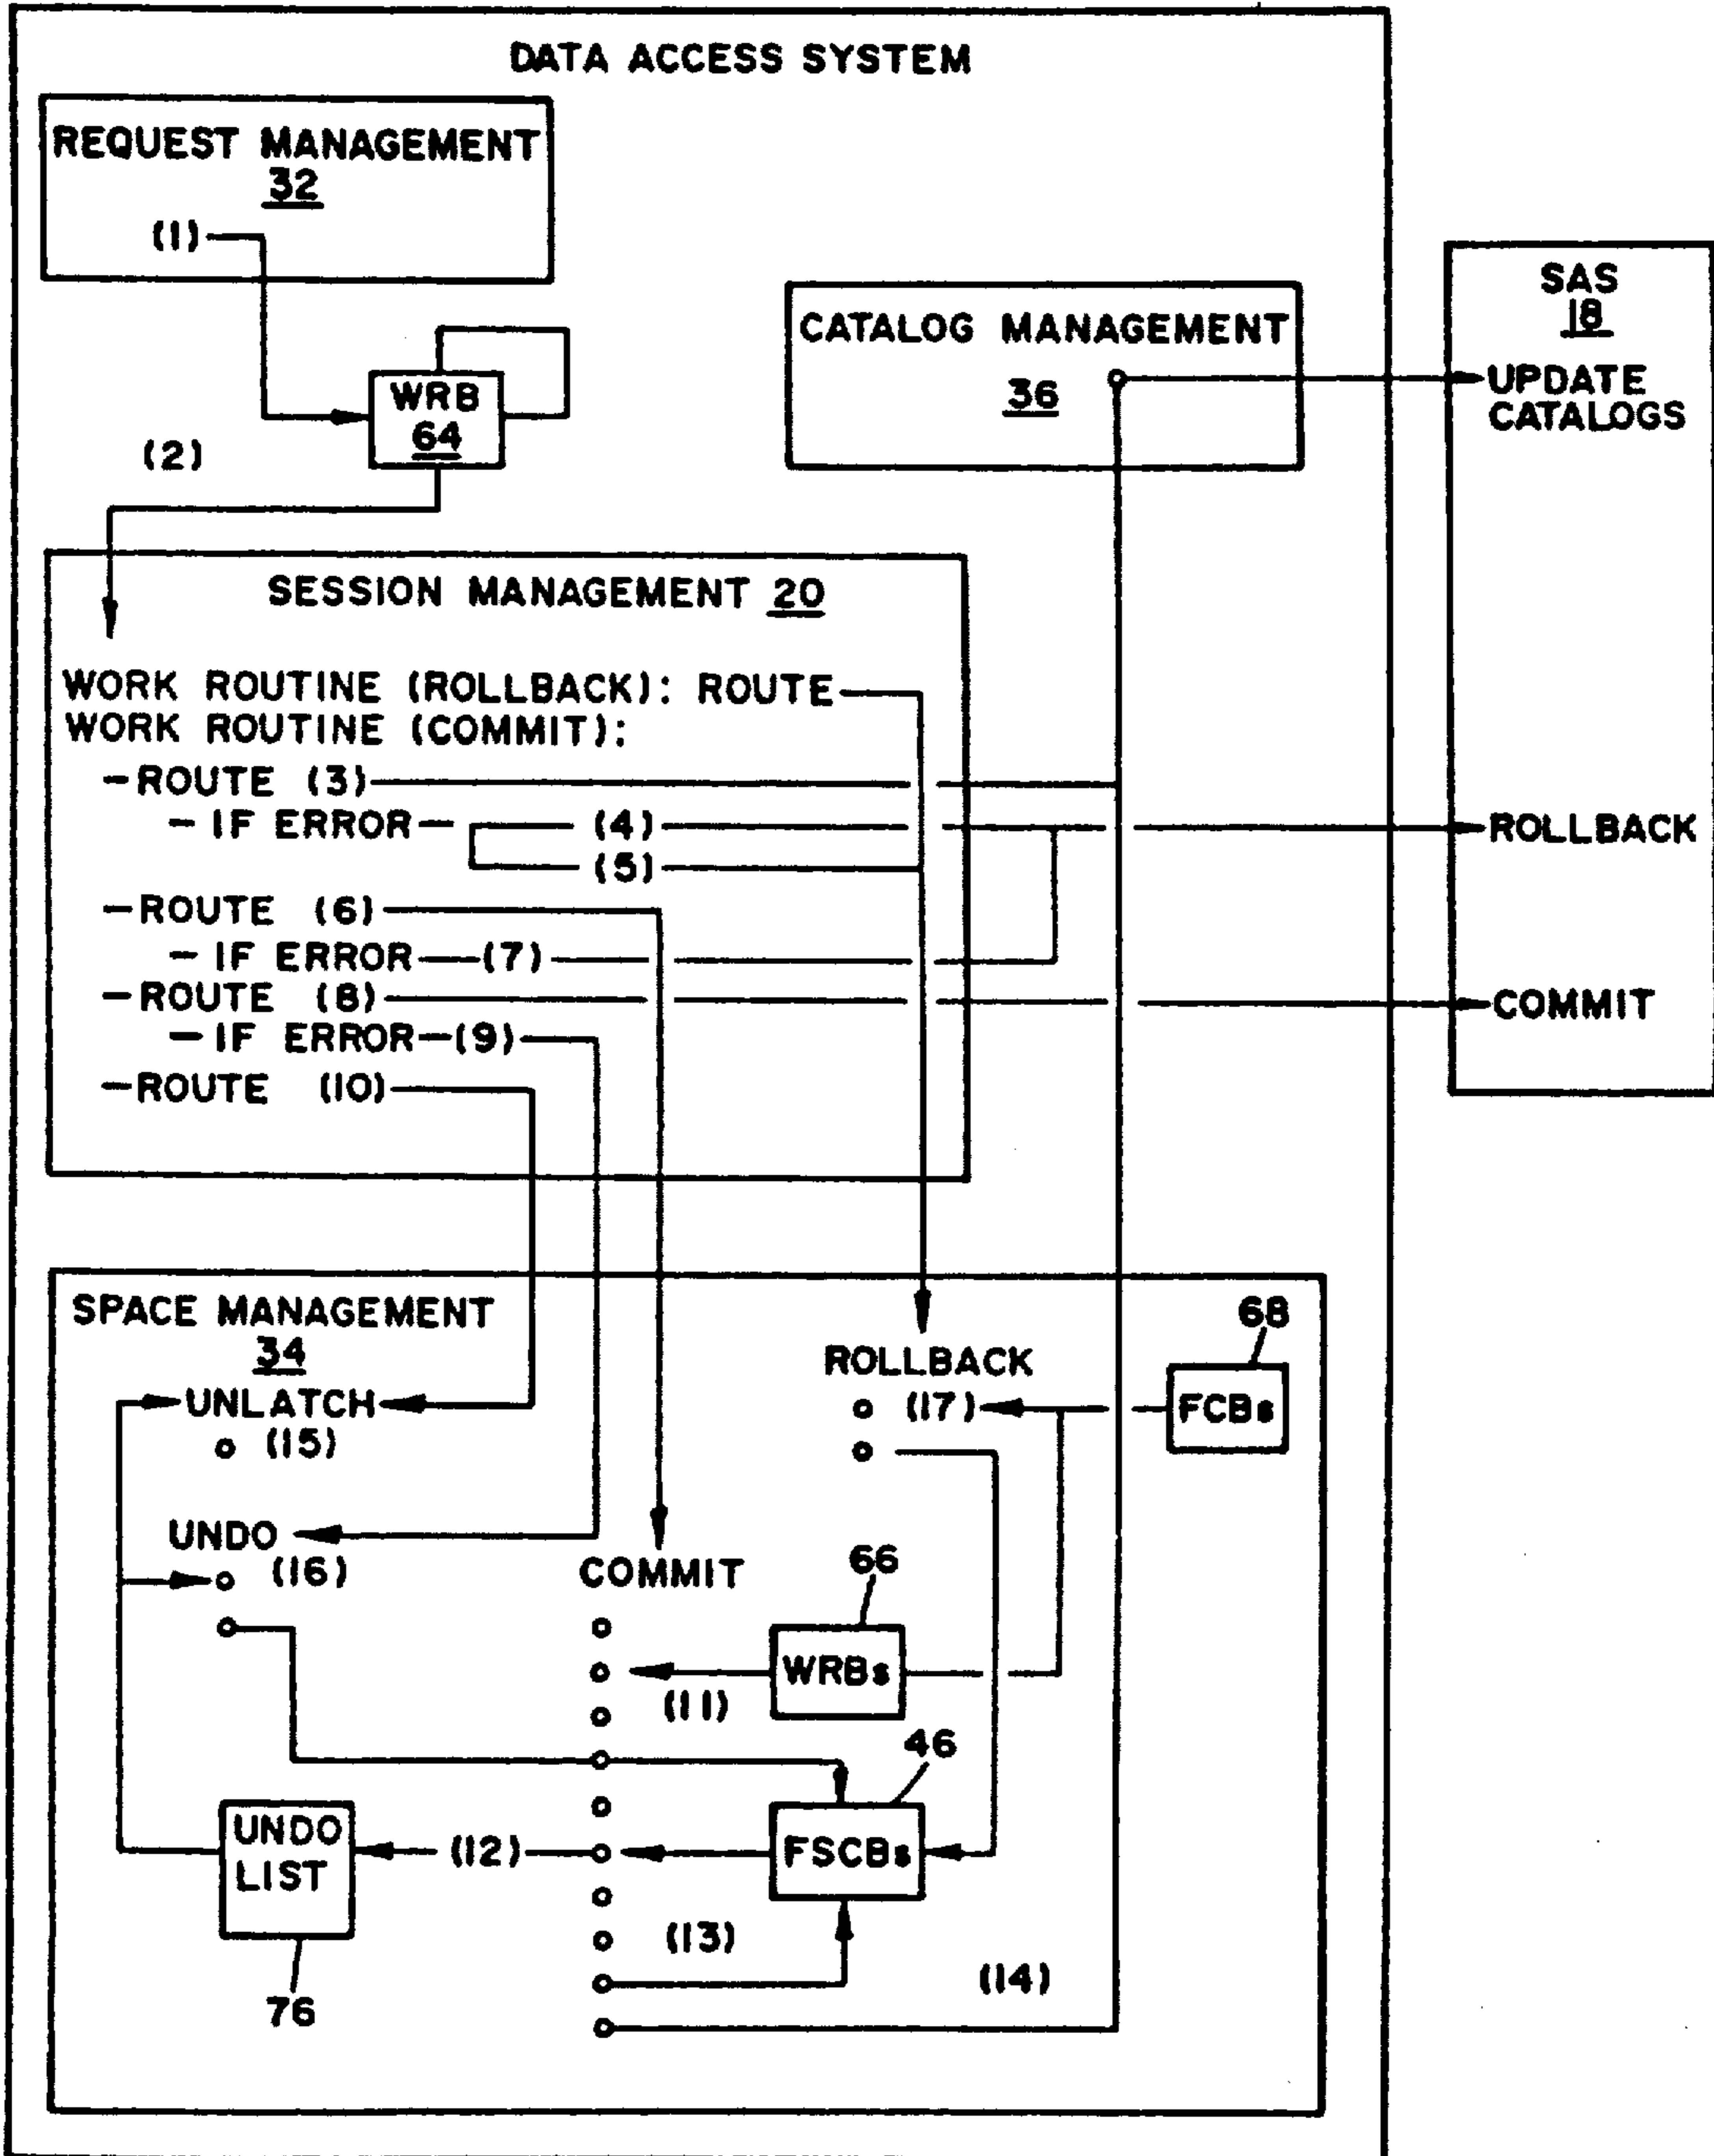 DATA ACCESS SYSTEM
REQUEST MANAGEMENT
32
(1)
WRB
64
(2)
CATALOG MANAGEMENT
36
SAS
18
UPDATE
CATALOGS
ROLLBACK
COMMIT
SESSION MANAGEMENT 20
WORK ROUTINE (ROLLBACK): ROUTE
WORK ROUTINE (COMMIT):
-ROUTE (3)
- IF ERROR- (4)
(5)
-ROUTE (6)
- IF ERROR-(7)
-ROUTE (8)
- IF ERROR-(9)
-ROUTE (10)
SPACE MANAGEMENT
34
UNLATCH
(15)
UNDO
(16)
COMMIT
ROLLBACK
(17)
68
FCBs
66
WRBs
(11)
46
FSCBs
(12)
UNDO
LIST
76
(13)
(14)